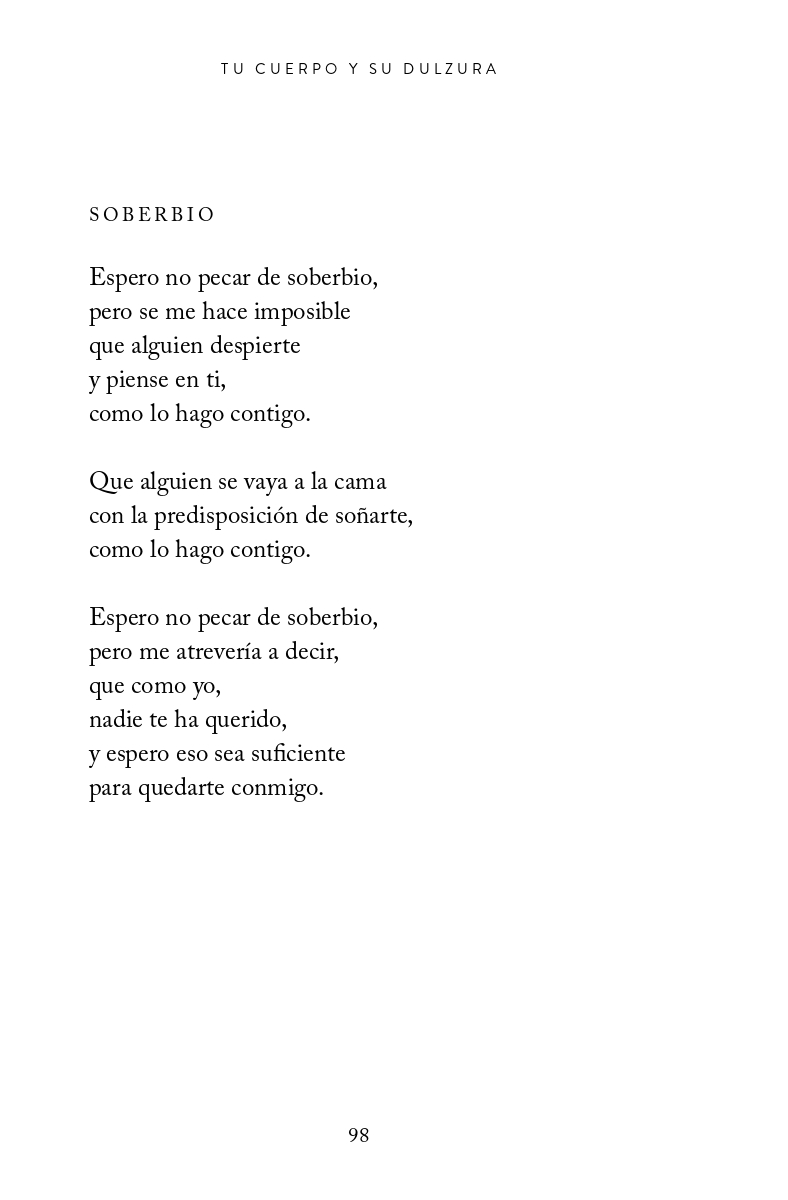 TU CUERPO Y SU DULZURA
SOBERBIO
Espero no pecar de soberbio,
pero se me hace imposible
que alguien despierte
y piense en ti,
como lo hago contigo.
Que alguien se vaya a la cama
con la predisposición de soñarte,
como lo hago contigo.
Espero no pecar de soberbio,
pero me atrevería a decir,
que como yo,
nadie te ha querido,
y espero eso sea suficiente
para quedarte conmigo.
98